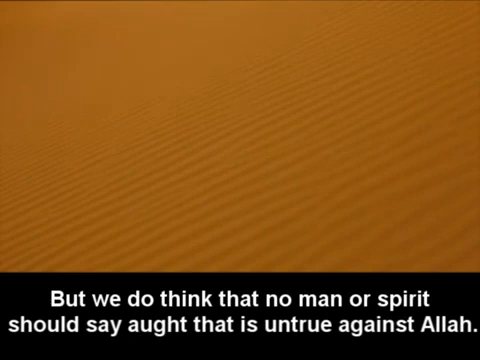 But we do think that no man or spirit
should say aught that is untrue against Allah.